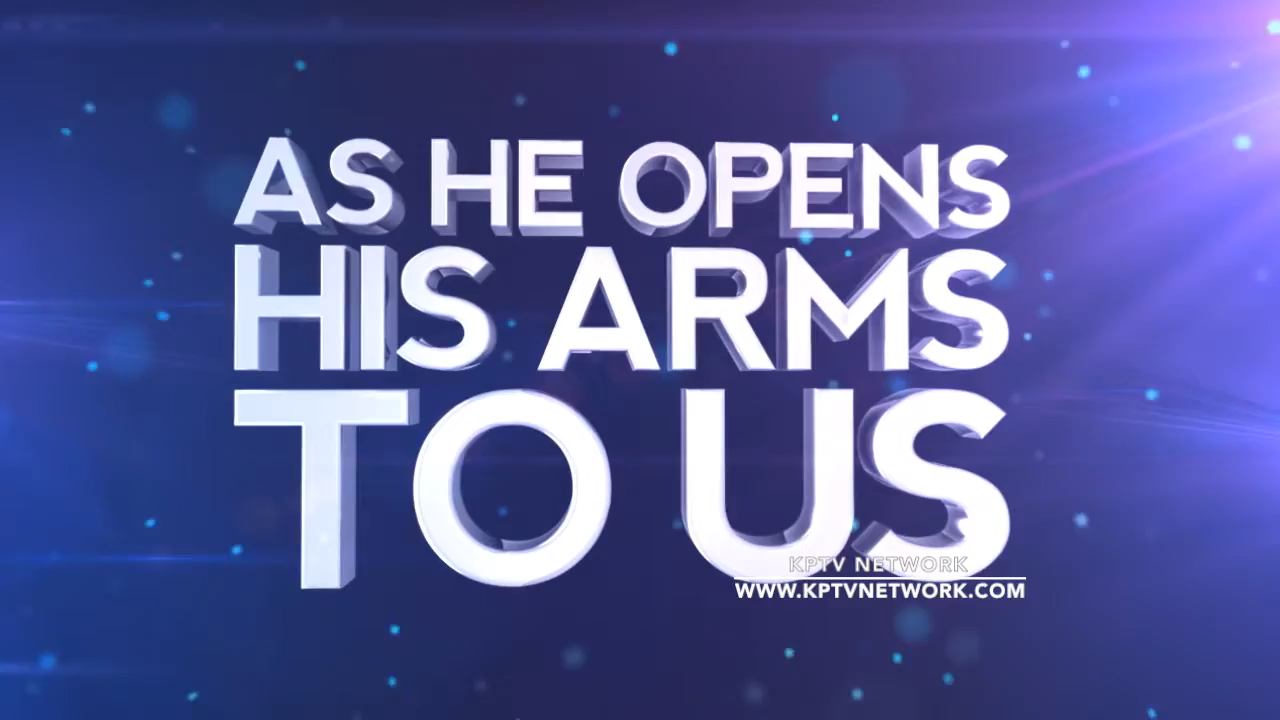 AS HE OPENS
HIS ARMS
TO US
KPTV NETWORK
WWW.KPTVNETWORK.COM